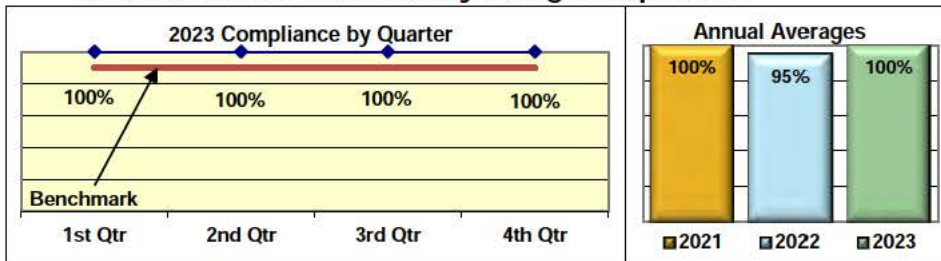 2023 Compliance by Quarter
100% 100% 100% 100%
Benchmark
1st Qtr 2nd Qtr 3rd Qtr 4th Qtr
Annual Averages
100% 95% 100%
2021 2022 2023